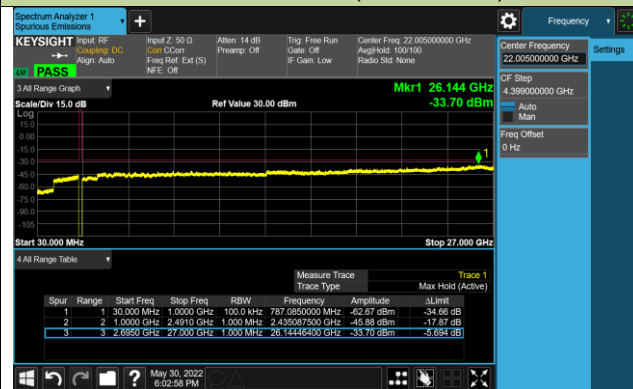 Spectrum Analyzer 1
Spurious Emissions
Frequency
KEYSIGHT
Input: RF
Coupling: DC
Align: Auto
Input Z: 50 Ω
Corr CCorr
Freq Ref: Ext (S)
NFE: Off
Atten: 14 dB
Preamp: Off
Trig: Free Run
Gate: Off
IF Gain: Low
Center Freq: 22.005000000 GHz
Avg|Hold: 100/100
Radio Std: None
PASS
Center Frequency
22.005000000 GHz
Settings
CF Step
4.399000000 GHz
Auto
Man
Freq Offset
0 Hz
3 All Range Graph
Mkr1 26.144 GHz
-33.70 dBm
Scale/Div 15.0 dB
Ref Value 30.00 dBm
Log
15.0
0.00
-15.0
-30.0
-45.0
-60.0
-75.0
-90.0
-105
1
Start 30.000 MHz
Stop 27.000 GHz
4 All Range Table
Measure Trace Trace 1
Trace Type Max Hold (Active)
Spur Range Start Freq Stop Freq RBW Frequency Amplitude ΔLimit
1 1 30.000 MHz 1.0000 GHz 100.0 kHz 787.0850000 MHz -62.67 dBm -34.66 dB
2 2 1.0000 GHz 2.4910 GHz 1.000 MHz 2.435087500 GHz -45.88 dBm -17.87 dB
3 3 2.6950 GHz 27.000 GHz 1.000 MHz 26.14446400 GHz -33.70 dBm -5.694 dB
May 30, 2022
6:02:58 PM